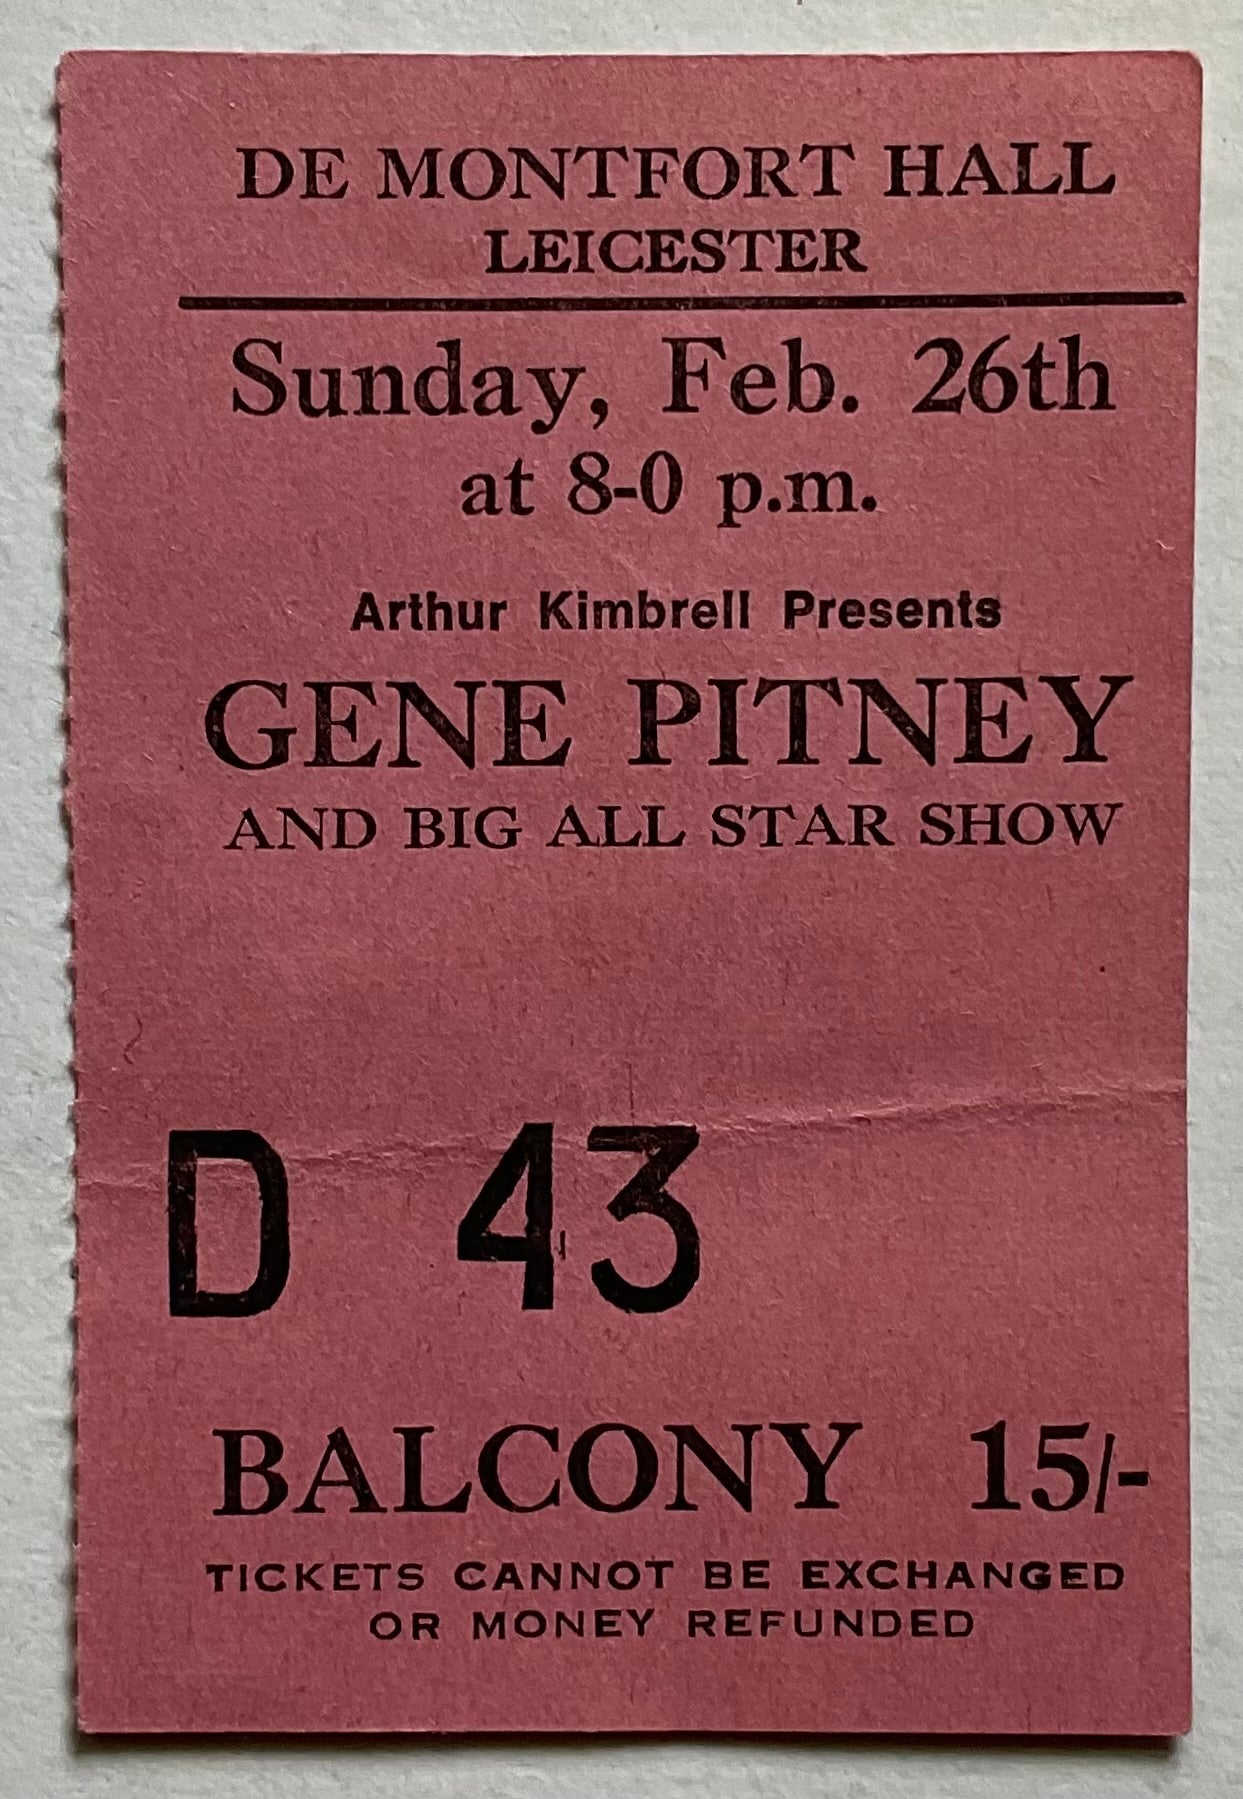 DE MONTFORT HALL
LEICESTER
Sunday, Feb. 26th
at 8-0 p.m.
Arthur Kimbrell Presents
GENE PITNEY
AND BIG ALL STAR SHOW
D 43
BALCONY 15/-
TICKETS CANNOT BE EXCHANGED
OR MONEY REFUNDED